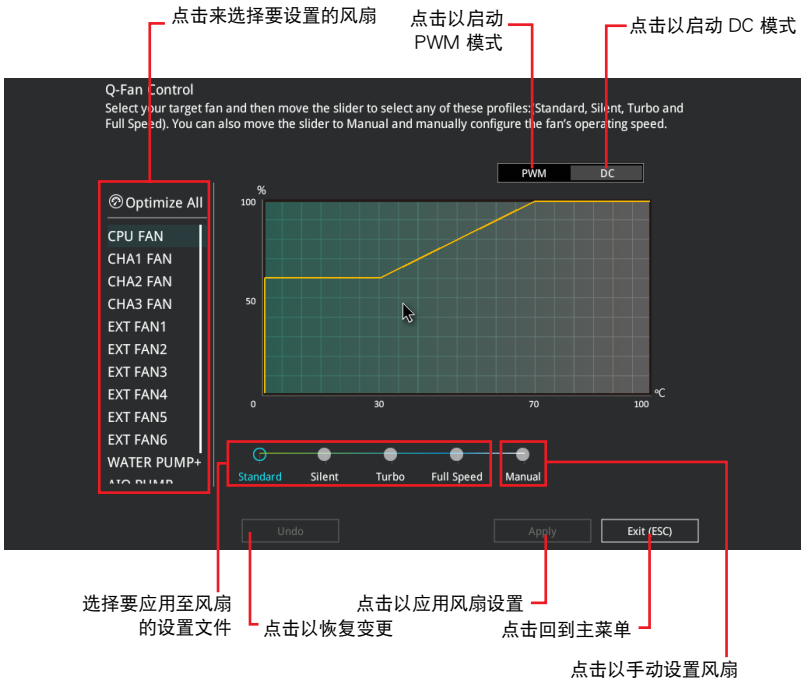 点击来选择要设置的风扇
点击以启动
PWM 模式
点击以启动 DC 模式
Q-Fan Control
Select your target fan and then move the slider to select any of these profiles:(Standard, Silent, Turbo and
Full Speed). You can also move the slider to Manual and manually configure the fan's operating speed.
PWM
DC
Optimize All
CPU FAN
CHA1 FAN
CHA2 FAN
CHA3 FAN
EXT FAN1
EXT FAN2
EXT FAN3
EXT FAN4
EXT FAN5
EXT FAN6
WATER PUMP+
AIO PUMP
%
100
50
0
30
70
100
°C
Standard
Silent
Turbo
Full Speed
Manual
Undo
Apply
Exit (ESC)
选择要应用至风扇
的设置文件
点击以恢复变更
点击以应用风扇设置
点击回到主菜单
点击以手动设置风扇